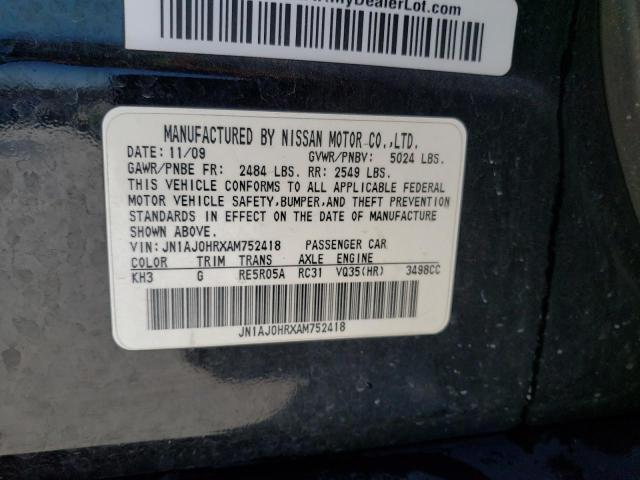 MyDealerLot.com
MANUFACTURED BY NISSAN MOTOR CO.,LTD.
DATE: 11/09 GVWR/PNBV: 5024 LBS.
GAWR/PNBE FR: 2484 LBS. RR: 2549 LBS.
THIS VEHICLE CONFORMS TO ALL APPLICABLE FEDERAL
MOTOR VEHICLE SAFETY,BUMPER,AND THEFT PREVENTION
STANDARDS IN EFFECT ON THE DATE OF MANUFACTURE
SHOWN ABOVE.
VIN: JN1AJ0HRXAM752418 PASSENGER CAR
COLOR TRIM TRANS AXLE ENGINE
KH3 G RE5R05A RC31 VQ35(HR) 3498CC
JN1AJ0HRXAM752418